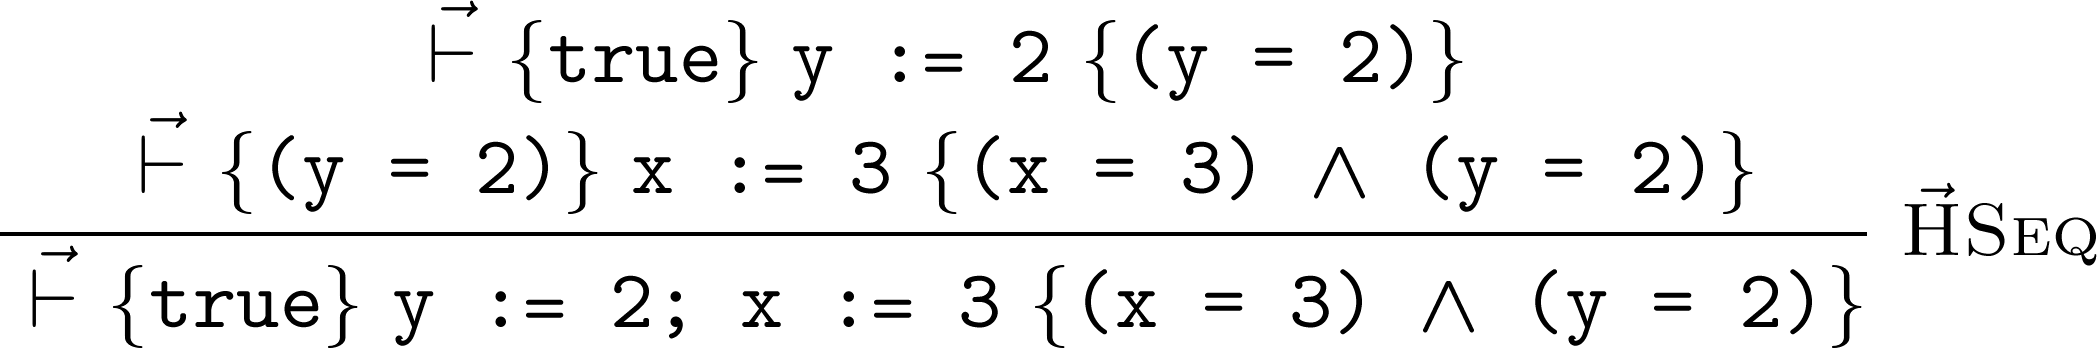 ⊢⃗ {true} y := 2 {(y = 2)}
⊢⃗ {(y = 2)} x := 3 {(x = 3) ∧ (y = 2)}
H⃗SEQ
⊢⃗ {true} y := 2; x := 3 {(x = 3) ∧ (y = 2)}